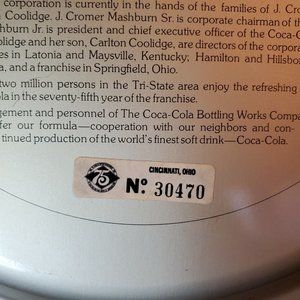 corporation is currently in the hands of the families of J. Crom
Coolidge. J. Cromer Mashburn Sr. is corporate chairman of th
Jr. is president and chief executive officer of the Coca-C
olidge and her son, Carlton Coolidge, are directors of the corpora
es in Latonia and Maysville, Kentucky; Hamilton and Hillsbor
a, and a franchise in Springfield, Ohio.
two million persons in the Tri-State area enjoy the refreshing
ola in the seventy-fifth year of the franchise.
gement and personnel of The Coca-Cola Bottling Works Compa
fer our formula—cooperation with our neighbors and con-
tinued production of the world's finest soft drink—Coca-Cola.
75
CINCINNATI, OHIO
No. 30470